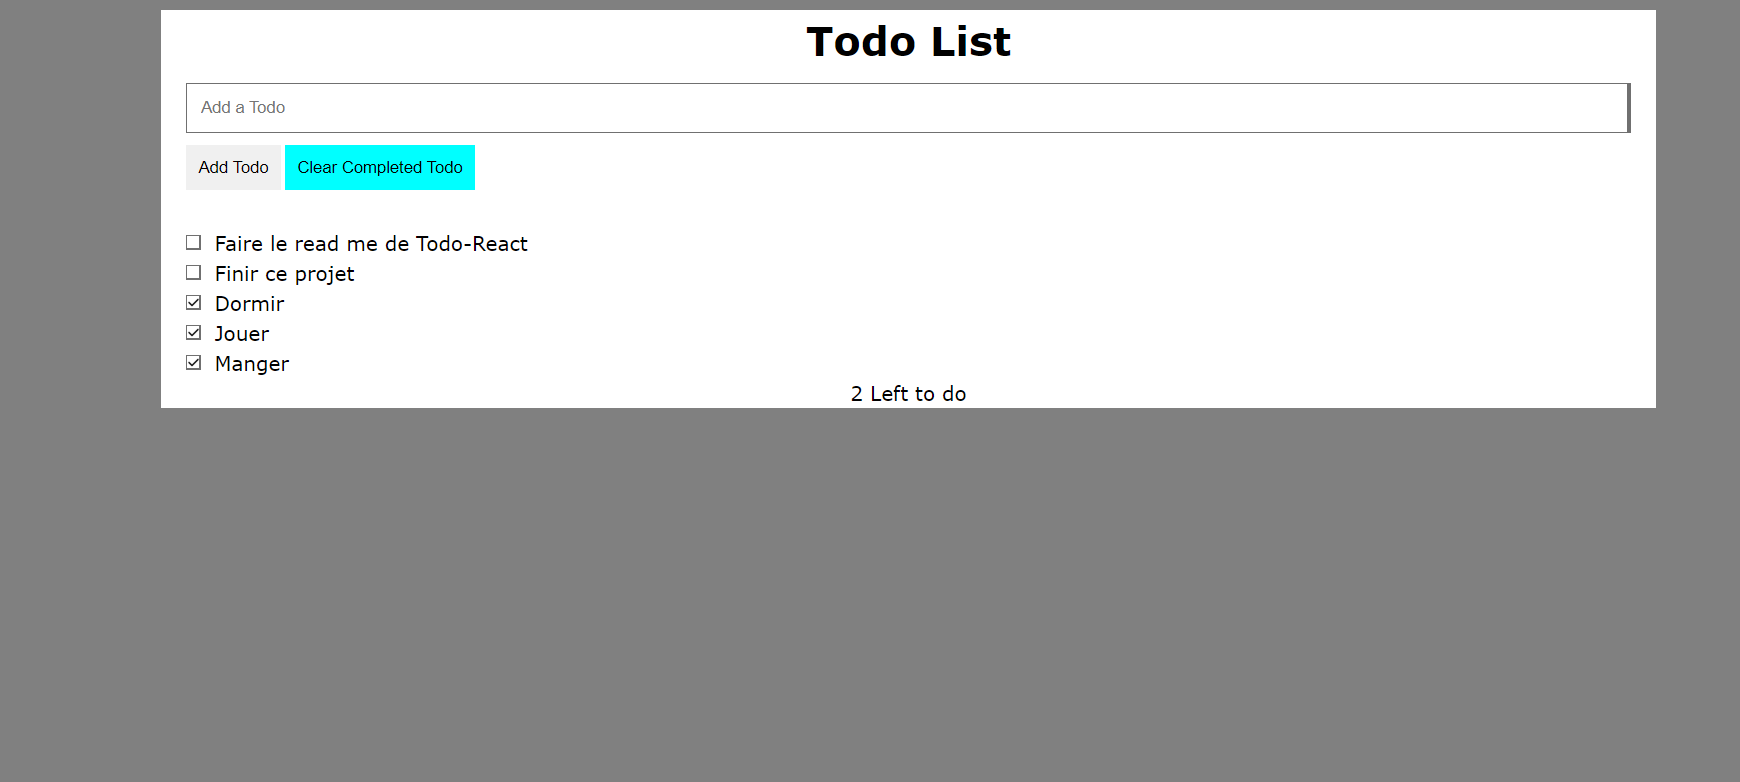 Todo List
Add a Todo
Add Todo Clear Completed Todo
Faire le read me de Todo-React
Finir ce projet
Dormir
Jouer
Manger
2 Left to do